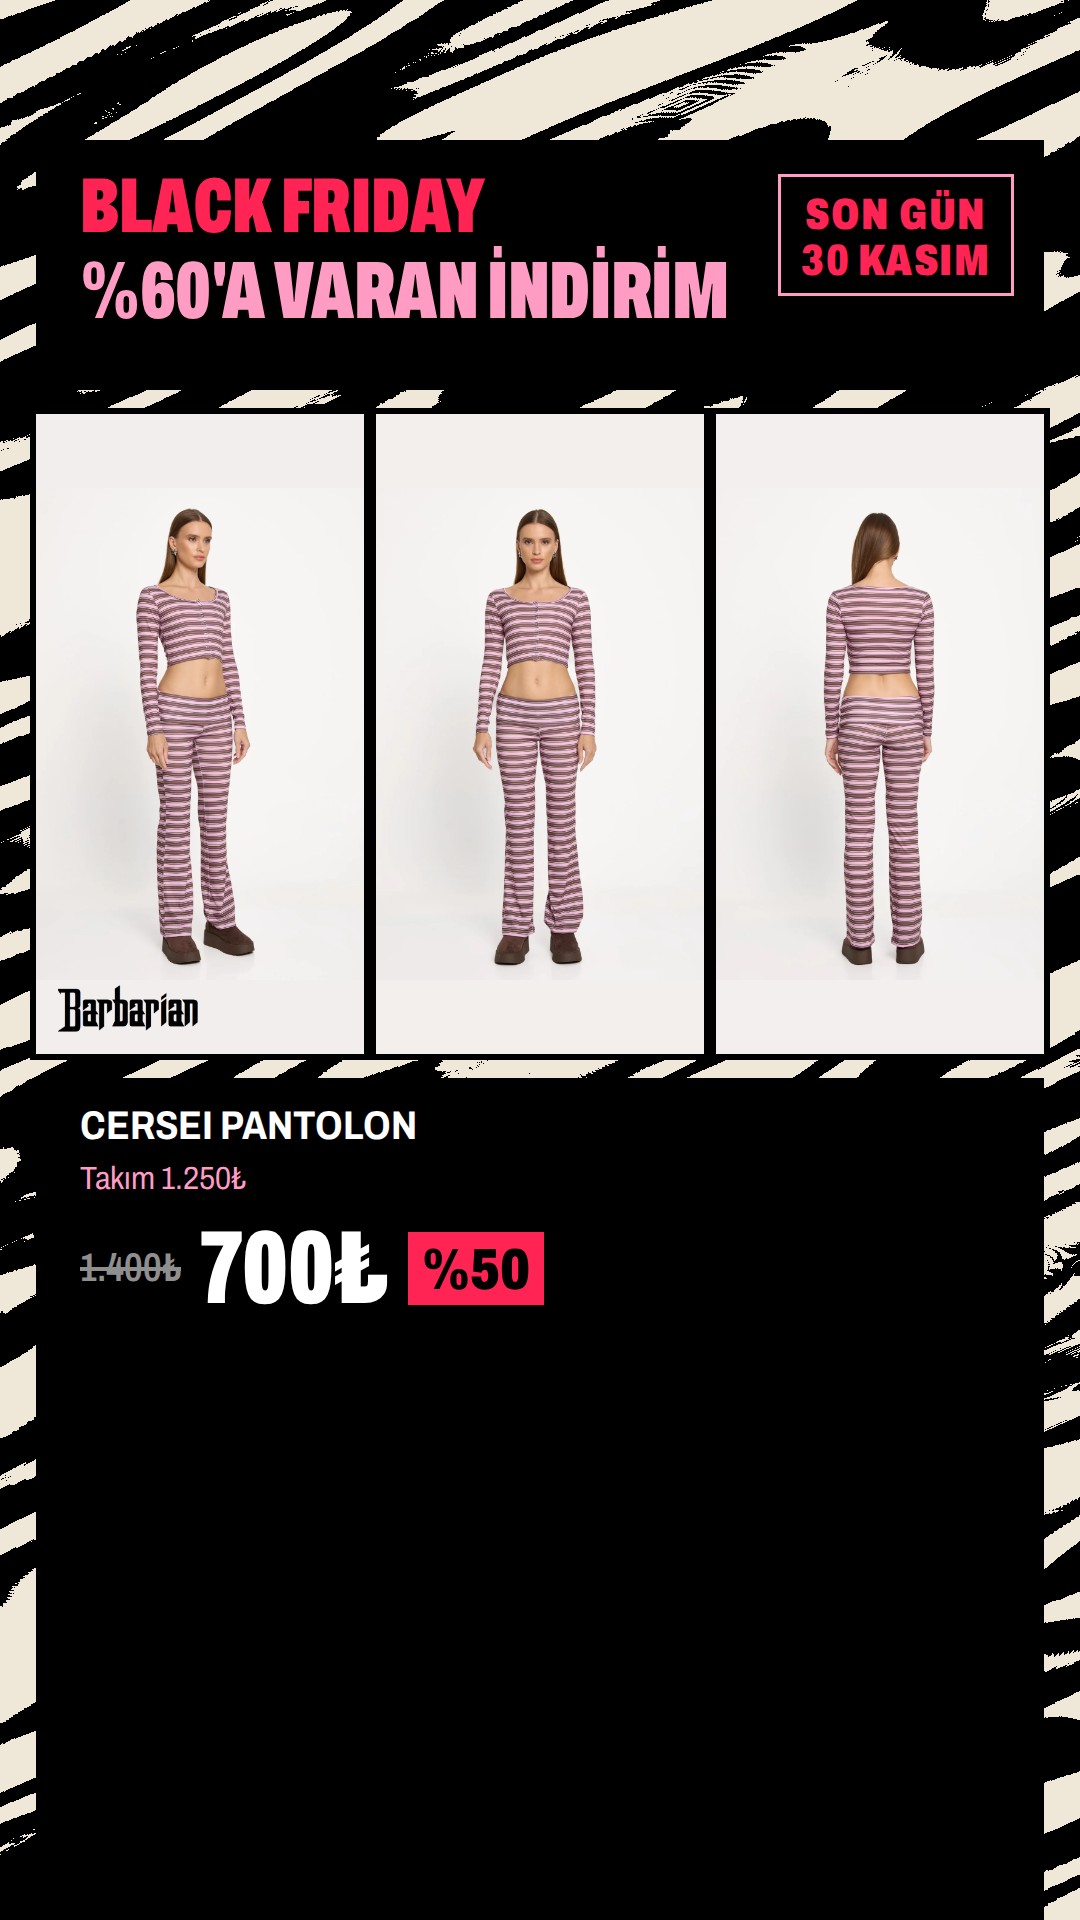 BLACK FRIDAY
%60'A VARAN İNDİRİM
SON GÜN
30 KASIM
Barbarian
CERSEI PANTOLON
Takım 1.250₺
1.400₺ 700₺ %50